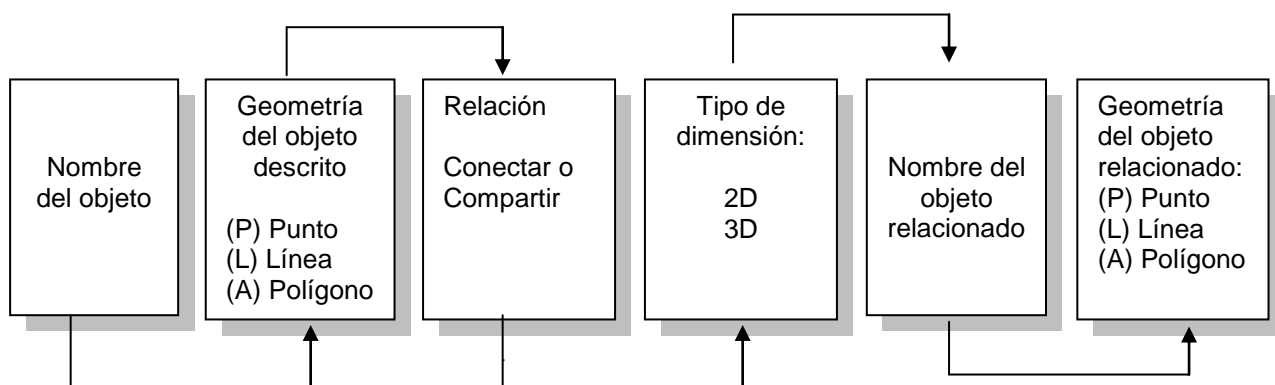 Nombre
del objeto
Geometría
del objeto
descrito
(P) Punto
(L) Línea
(A) Polígono
Relación
Conectar o
Compartir
Tipo de
dimensión:
2D
3D
Nombre del
objeto
relacionado
Geometría
del objeto
relacionado:
(P) Punto
(L) Línea
(A) Polígono